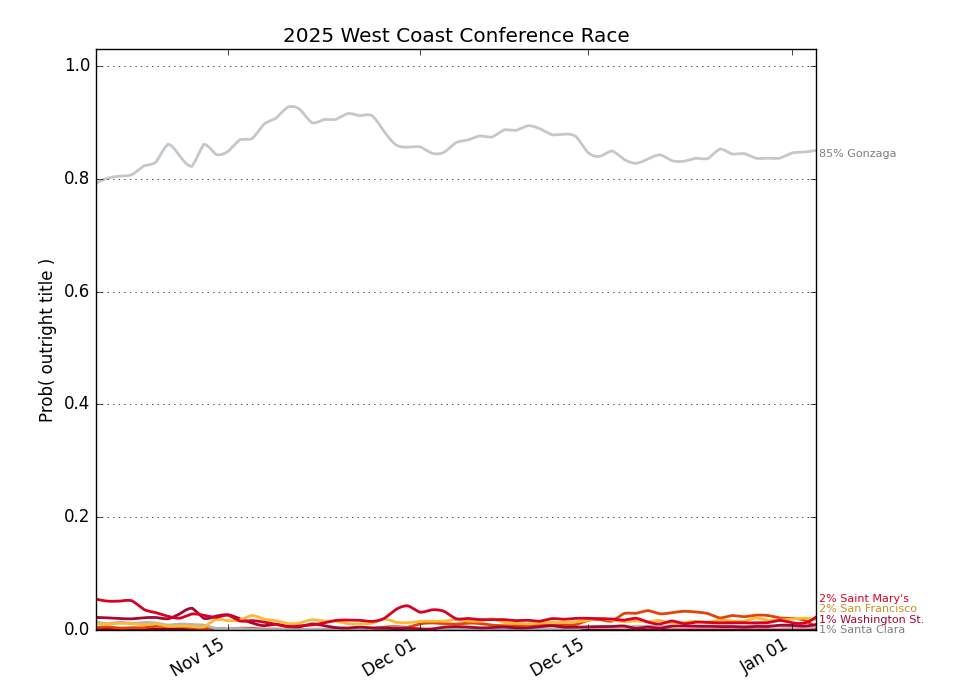 2025 West Coast Conference Race
1.0
0.8
0.6
0.4
0.2
0.0
Prob( outright title )
Nov 15
Dec 01
Dec 15
Jan 01
85% Gonzaga
2% Saint Mary's
2% San Francisco
1% Washington St.
1% Santa Clara